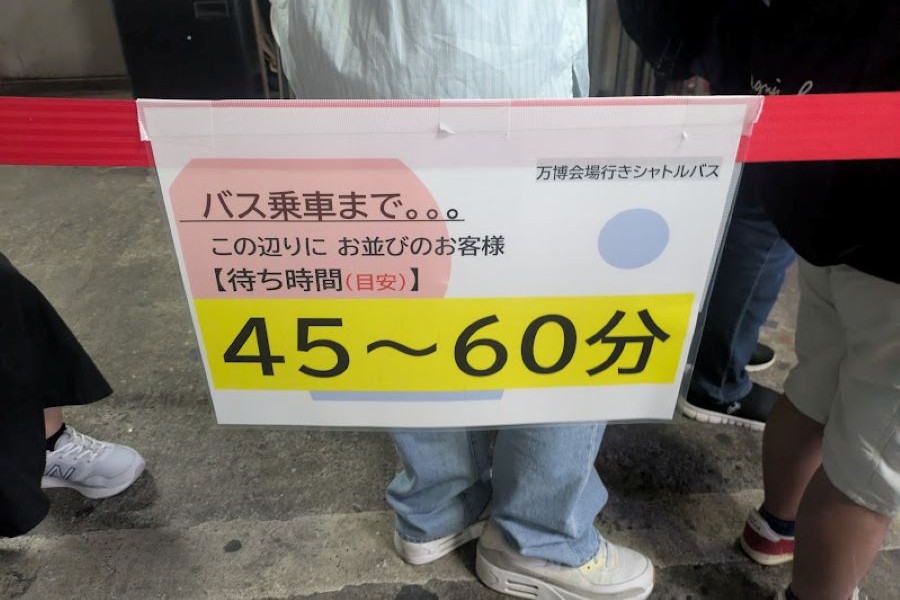 万博会場行きシャトルバス
バス乗車まで。。。
この辺りに お並びのお客様
【待ち時間(目安)】
45～60分